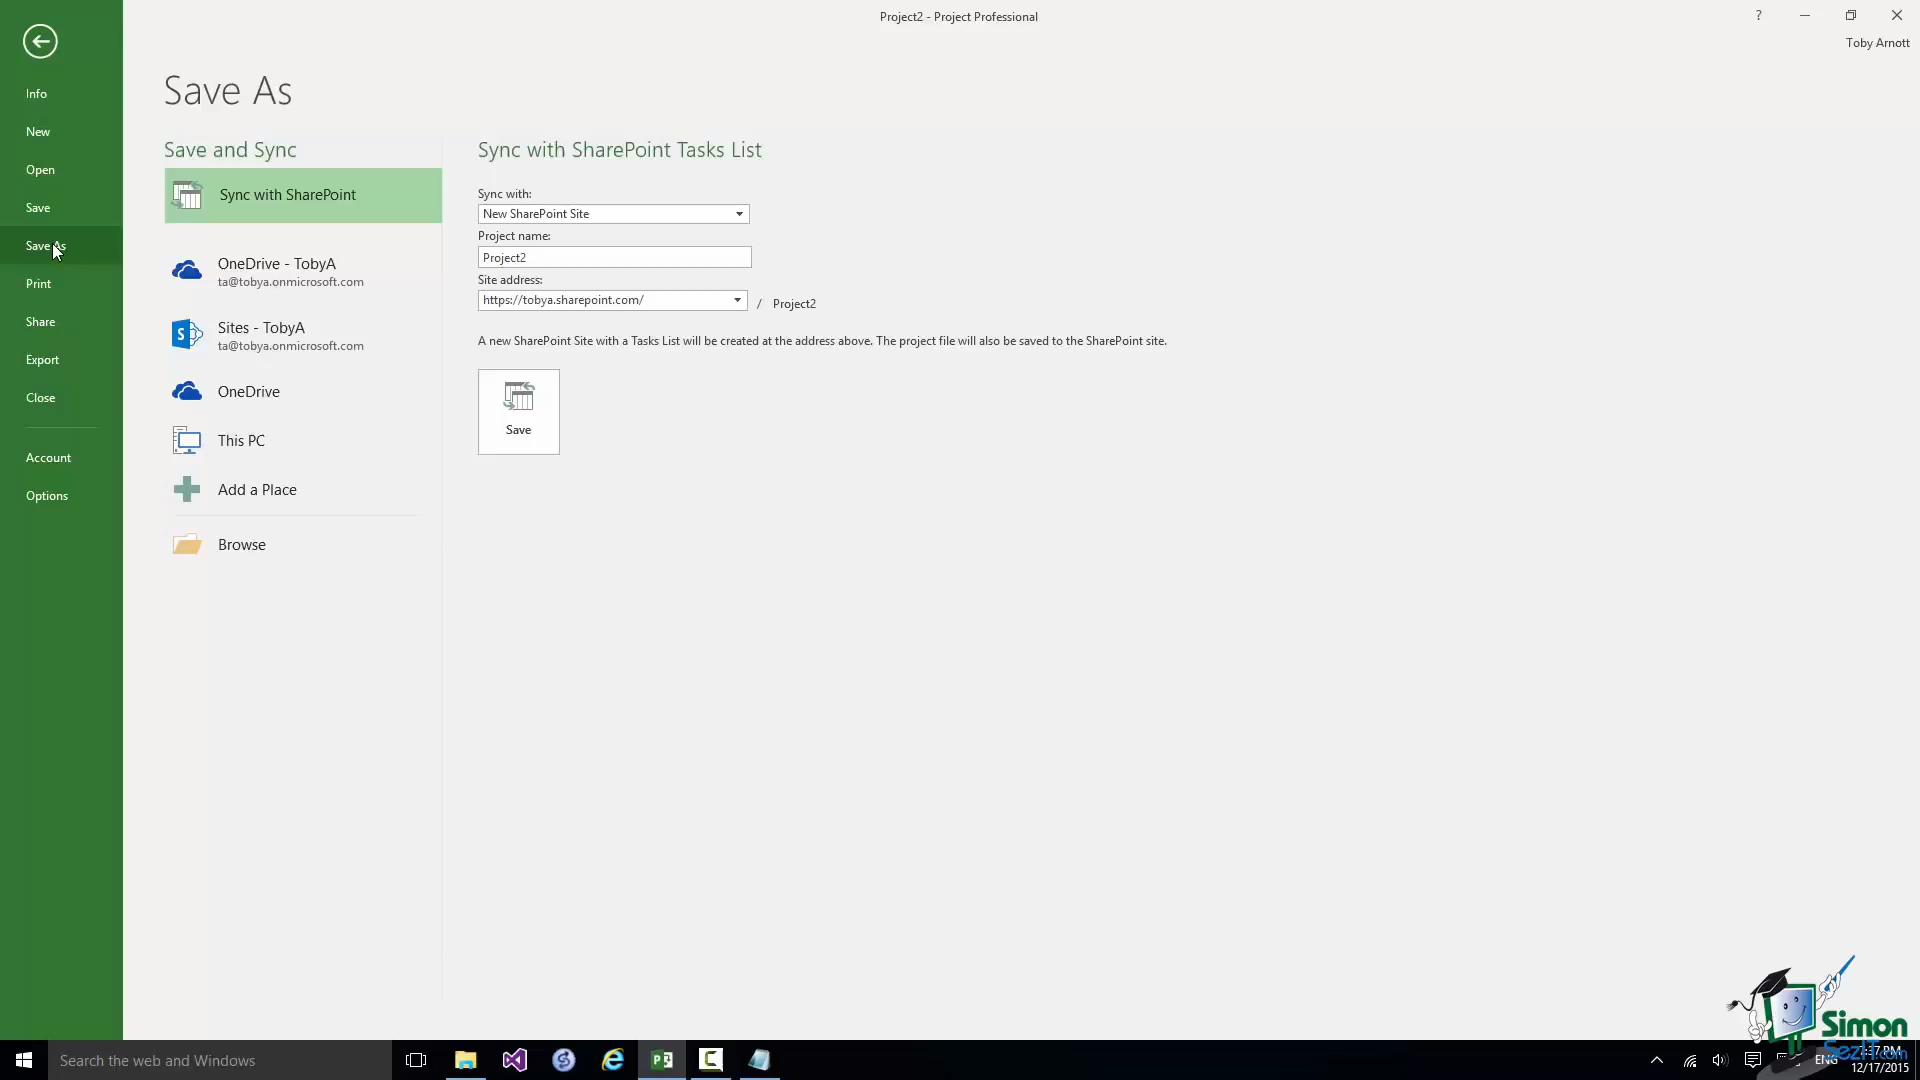 Project2 - Project Professional
?
Toby Arnott
Info
New
Open
Save
Save As
Print
Share
Export
Close
Account
Options
Save As
Save and Sync
Sync with SharePoint
OneDrive - TobyA
ta@tobya.onmicrosoft.com
Sites - TobyA
ta@tobya.onmicrosoft.com
OneDrive
This PC
Add a Place
Browse
Sync with SharePoint Tasks List
Sync with:
New SharePoint Site
Project name:
Project2
Site address:
https://tobya.sharepoint.com/ / Project2
A new SharePoint Site with a Tasks List will be created at the address above. The project file will also be saved to the SharePoint site.
Save
Simon
SezIT.com
Search the web and Windows
ENG
12/17/2015